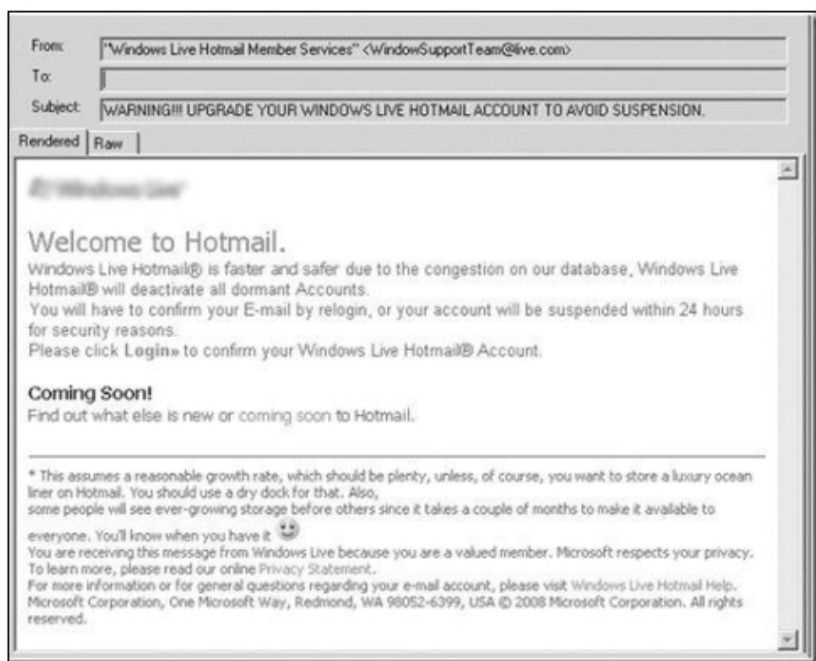 From: "Windows Live Hotmail Member Services" <WindowSupportTeam@live.com>
To:
Subject: WARNING!!! UPGRADE YOUR WINDOWS LIVE HOTMAIL ACCOUNT TO AVOID SUSPENSION.
Rendered Raw
Windows Live
Welcome to Hotmail.
Windows Live Hotmail® is faster and safer due to the congestion on our database, Windows Live
Hotmail® will deactivate all dormant Accounts.
You will have to confirm your E-mail by relogin, or your account will be suspended within 24 hours
for security reasons.
Please click Login» to confirm your Windows Live Hotmail® Account.
Coming Soon!
Find out what else is new or coming soon to Hotmail.
* This assumes a reasonable growth rate, which should be plenty, unless, of course, you want to store a luxury ocean
liner on Hotmail. You should use a dry dock for that. Also,
some people will see ever-growing storage before others since it takes a couple of months to make it available to
everyone. You'll know when you have it
You are receiving this message from Windows Live because you are a valued member. Microsoft respects your privacy.
To learn more, please read our online Privacy Statement.
For more information or for general questions regarding your e-mail account, please visit Windows Live Hotmail Help.
Microsoft Corporation, One Microsoft Way, Redmond, WA 98052-6399, USA © 2008 Microsoft Corporation. All rights
reserved.